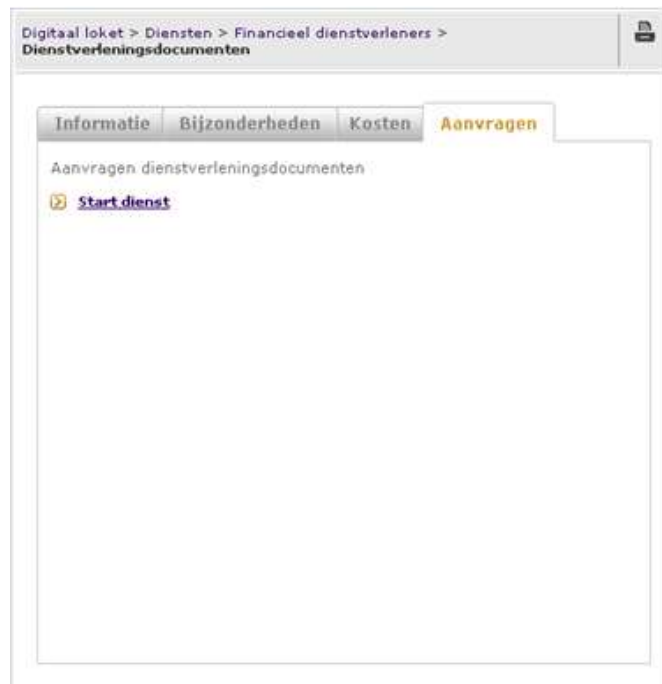 Digitaal loket > Diensten > Financieel dienstverleners >
Dienstverleningsdocumenten
Informatie Bijzonderheden Kosten Aanvragen
Aanvragen dienstverleningsdocumenten
Start dienst